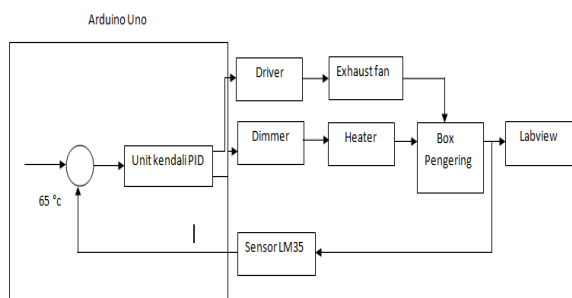 Arduino Uno
Driver
Exhaust fan
Unit kendali PID
Dimmer
Heater
Box
Pengering
Labview
65 °c
Sensor LM35